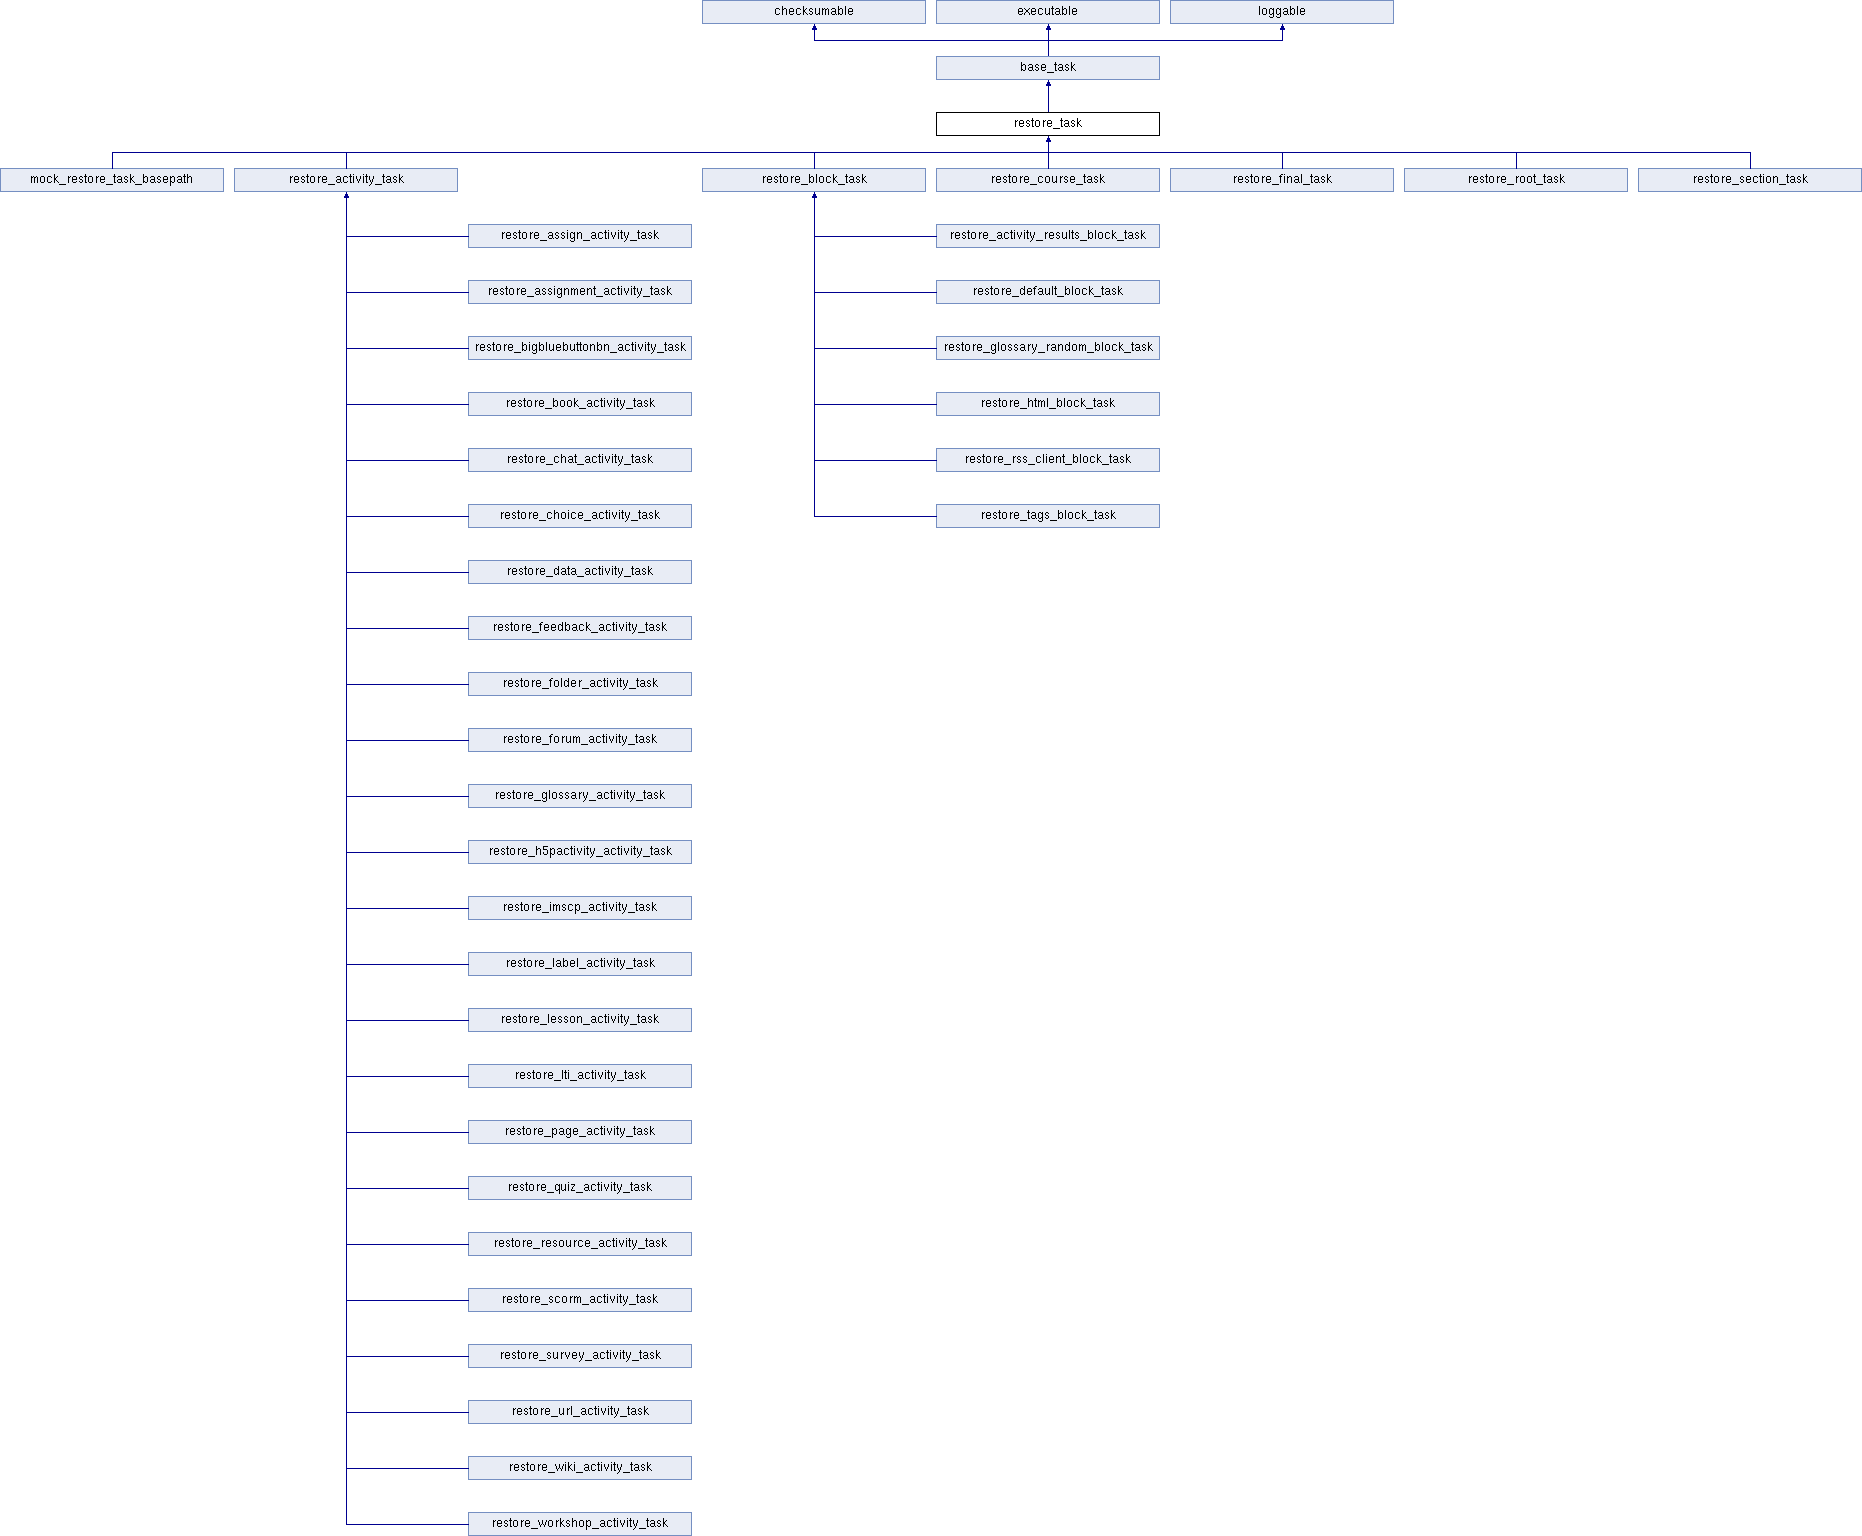 checksumable
executable
loggable
base_task
restore_task
mock_restore_task_basepath
restore_activity_task
restore_block_task
restore_course_task
restore_final_task
restore_root_task
restore_section_task
restore_assign_activity_task
restore_activity_results_block_task
restore_assignment_activity_task
restore_default_block_task
restore_bigbluebuttonbn_activity_task
restore_glossary_random_block_task
restore_book_activity_task
restore_html_block_task
restore_chat_activity_task
restore_rss_client_block_task
restore_choice_activity_task
restore_tags_block_task
restore_data_activity_task
restore_feedback_activity_task
restore_folder_activity_task
restore_forum_activity_task
restore_glossary_activity_task
restore_h5pactivity_activity_task
restore_imscp_activity_task
restore_label_activity_task
restore_lesson_activity_task
restore_lti_activity_task
restore_page_activity_task
restore_quiz_activity_task
restore_resource_activity_task
restore_scorm_activity_task
restore_survey_activity_task
restore_url_activity_task
restore_wiki_activity_task
restore_workshop_activity_task